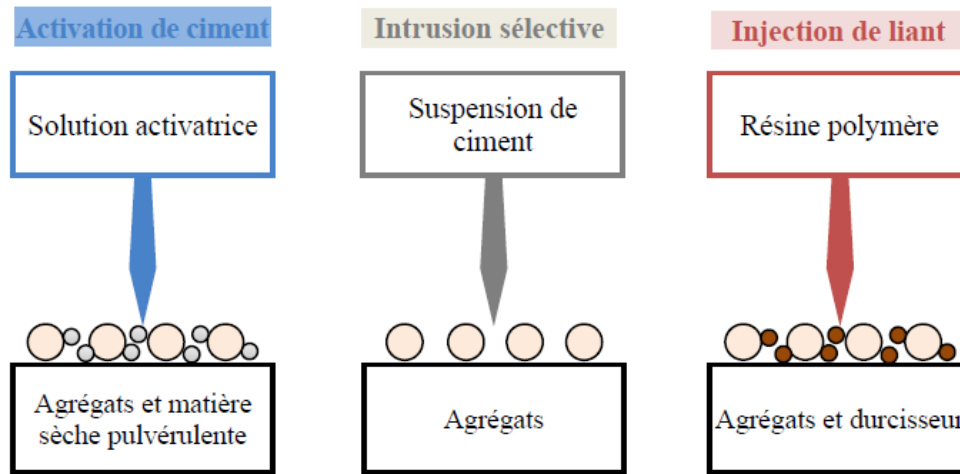 Activation de ciment
Intrusion sélective
Injection de liant
Solution activatrice
Suspension de
ciment
Résine polymère
Agrégats et matière
sèche pulvérulente
Agrégats
Agrégats et durcisseur